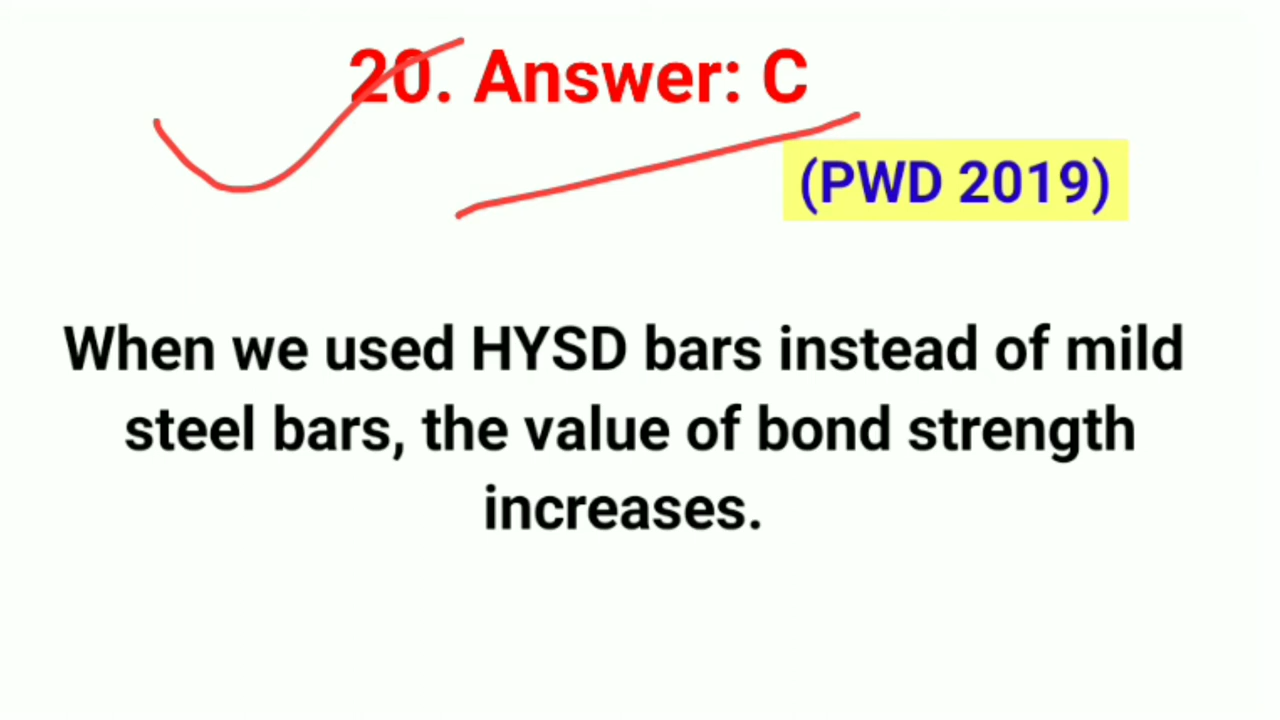 20. Answer: C
(PWD 2019)
When we used HYSD bars instead of mild
steel bars, the value of bond strength
increases.